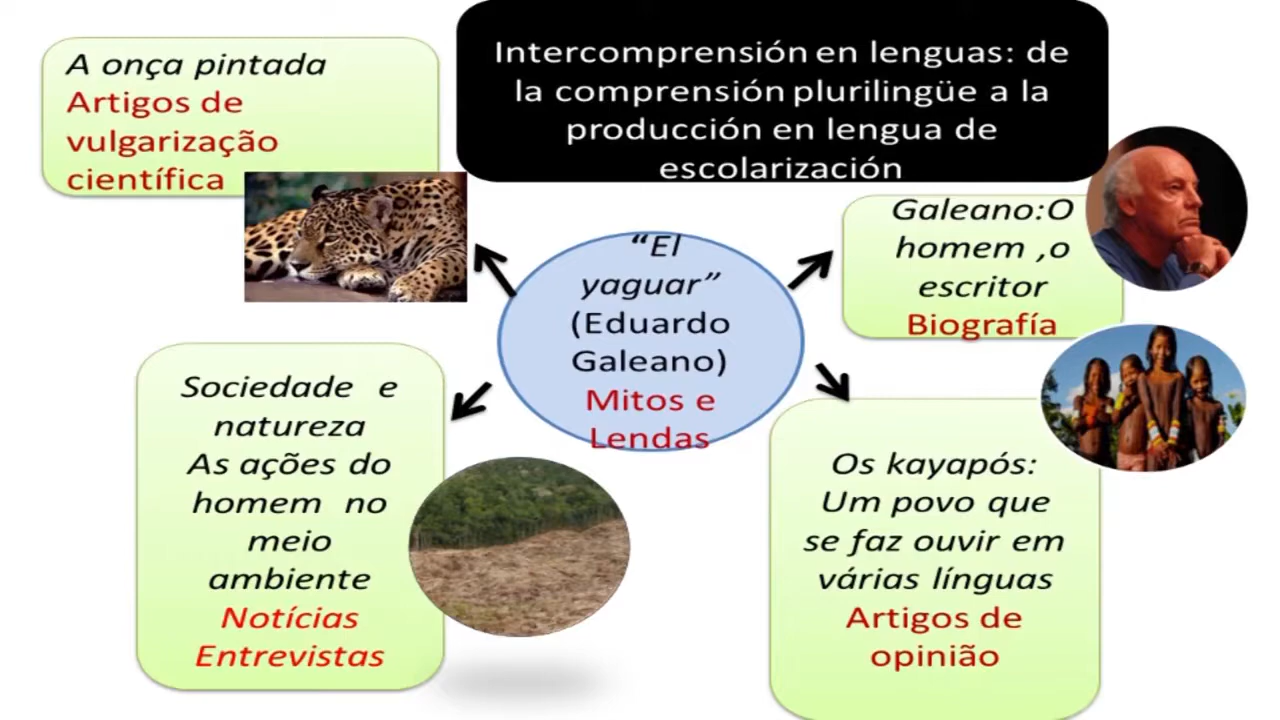 Intercomprensión en lenguas: de
la comprensión plurilingüe a la
producción en lengua de
escolarización
A onça pintada
Artigos de
vulgarização
científica
Galeano:O
homem ,o
escritor
Biografía
“El
yaguar”
(Eduardo
Galeano)
Mitos e
Lendas
Sociedade e
natureza
As ações do
homem no
meio
ambiente
Notícias
Entrevistas
Os kayapós:
Um povo que
se faz ouvir em
várias línguas
Artigos de
opinião